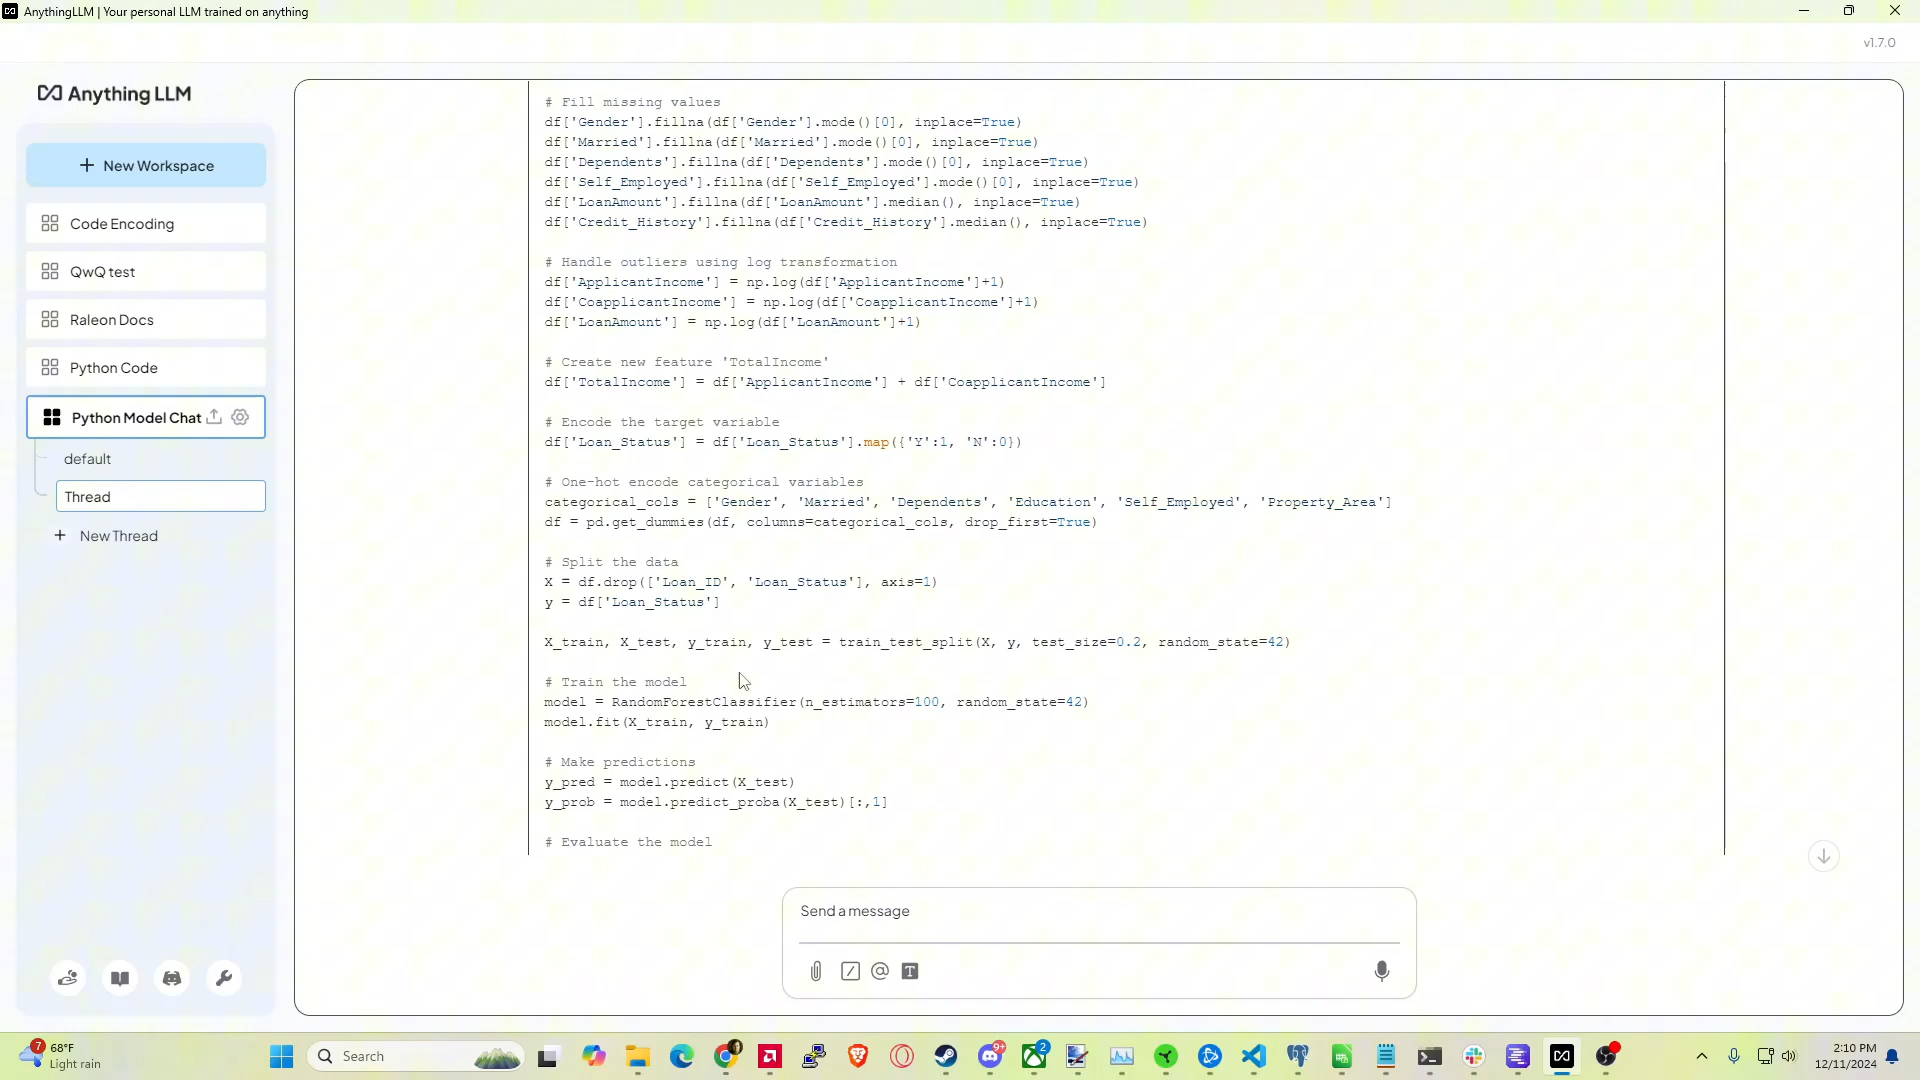 AnythingLLM | Your personal LLM trained on anything
v1.7.0
Anything LLM
New Workspace
Code Encoding
QwQ test
Raleon Docs
Python Code
Python Model Chat
default
Thread
New Thread
# Fill missing values
df['Gender'].fillna(df['Gender'].mode()[0], inplace=True)
df['Married'].fillna(df['Married'].mode()[0], inplace=True)
df['Dependents'].fillna(df['Dependents'].mode()[0], inplace=True)
df['Self_Employed'].fillna(df['Self_Employed'].mode()[0], inplace=True)
df['LoanAmount'].fillna(df['LoanAmount'].median(), inplace=True)
df['Credit_History'].fillna(df['Credit_History'].median(), inplace=True)
# Handle outliers using log transformation
df['ApplicantIncome'] = np.log(df['ApplicantIncome']+1)
df['CoapplicantIncome'] = np.log(df['CoapplicantIncome']+1)
df['LoanAmount'] = np.log(df['LoanAmount']+1)
# Create new feature 'TotalIncome'
df['TotalIncome'] = df['ApplicantIncome'] + df['CoapplicantIncome']
# Encode the target variable
df['Loan_Status'] = df['Loan_Status'].map({'Y':1, 'N':0})
# One-hot encode categorical variables
categorical_cols = ['Gender', 'Married', 'Dependents', 'Education', 'Self_Employed', 'Property_Area']
df = pd.get_dummies(df, columns=categorical_cols, drop_first=True)
# Split the data
X = df.drop(['Loan_ID', 'Loan_Status'], axis=1)
y = df['Loan_Status']
X_train, X_test, y_train, y_test = train_test_split(X, y, test_size=0.2, random_state=42)
# Train the model
model = RandomForestClassifier(n_estimators=100, random_state=42)
model.fit(X_train, y_train)
# Make predictions
y_pred = model.predict(X_test)
y_prob = model.predict_proba(X_test)[:,1]
# Evaluate the model
Send a message
7
68°F
Light rain
Search
9+
2
2:10 PM
12/11/2024